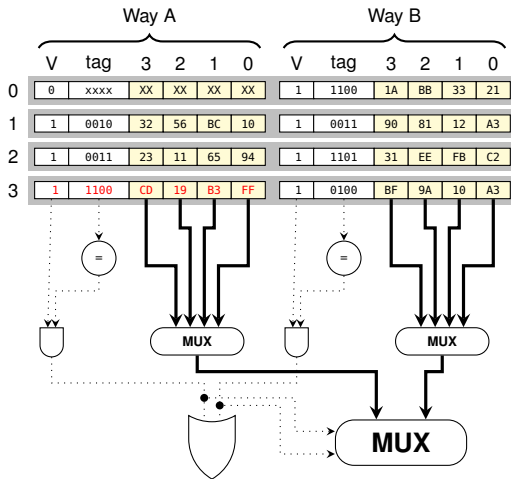 Way A Way B
V tag 3 2 1 0 V tag 3 2 1 0
0 0 xxxx XX XX XX XX 1 1100 1A BB 33 21
1 1 0010 32 56 BC 10 1 0011 90 81 12 A3
2 1 0011 23 11 65 94 1 1101 31 EE FB C2
3 1 1100 CD 19 B3 FF 1 0100 BF 9A 10 A3
= =
MUX MUX
MUX